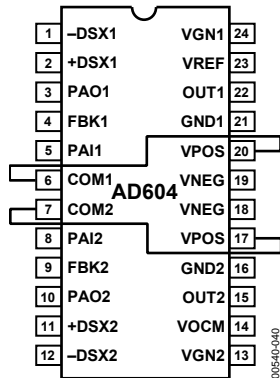 1 –DSX1 VGN1 24
2 +DSX1 VREF 23
3 PAO1 OUT1 22
4 FBK1 GND1 21
5 PAI1 VPOS 20
6 COM1 VNEG 19
AD604
7 COM2 VNEG 18
8 PAI2 VPOS 17
9 FBK2 GND2 16
10 PAO2 OUT2 15
11 +DSX2 VOCM 14
12 –DSX2 VGN2 13
00540-040